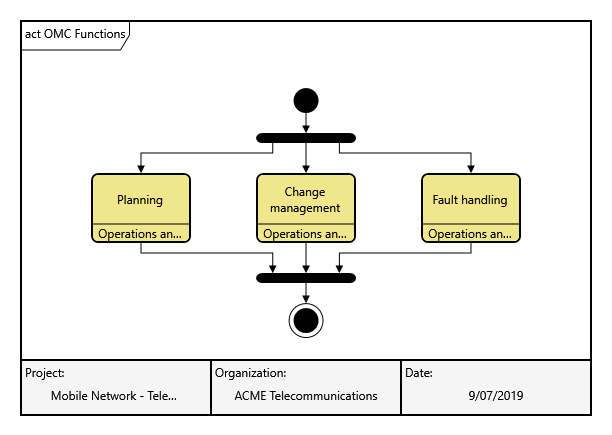 act OMC Functions
Planning
Change
management
Fault handling
Operations an...
Operations an...
Operations an...
Project:
Organization:
Date:
Mobile Network - Tele...
ACME Telecommunications
9/07/2019